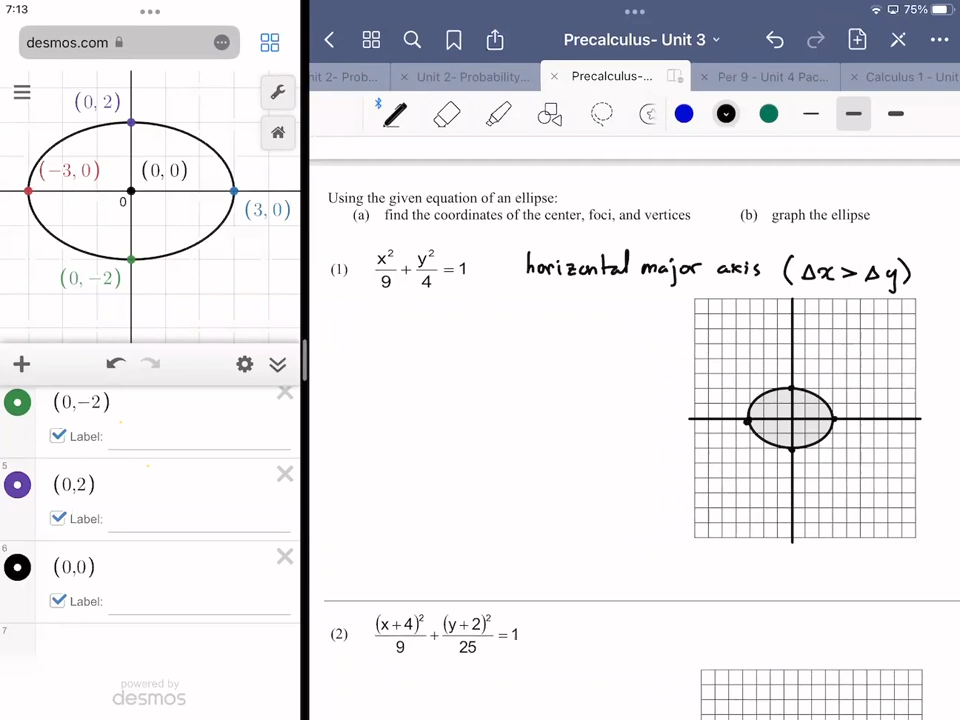 7:13
75%
desmos.com
Precalculus- Unit 3
nit 2- Prob...
Unit 2- Probability...
Precalculus-...
Per 9 - Unit 4 Pac...
Calculus 1 - Unit
(0, 2)
(−3, 0)
(0, 0)
0
(3, 0)
(0, −2)
(0,−2)
Label:
5
(0,2)
Label:
6
(0,0)
Label:
7
powered by
desmos
Using the given equation of an ellipse:
(a) find the coordinates of the center, foci, and vertices (b) graph the ellipse
(1) x²/9 + y²/4 = 1 horizontal major axis (Δx > Δy)
(2) (x+4)²/9 + (y+2)²/25 = 1